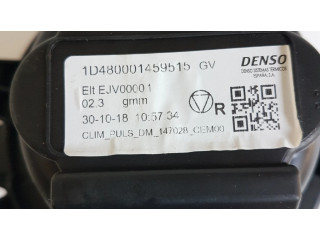 1D480001459515 GV
DENSO
Elt EJV00001
02.3 gmm
R
30-10-18 10:57:34
CLIM_PULS_DM_147028_CEM00